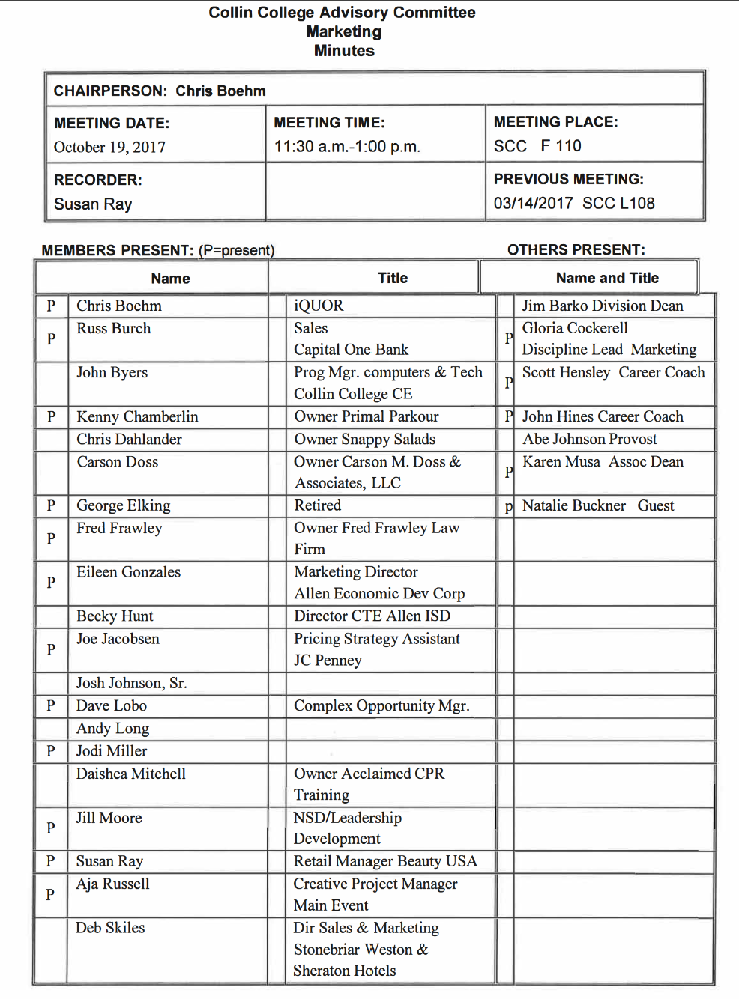 Collin College Advisory Committee
Marketing
Minutes
CHAIRPERSON: Chris Boehm
MEETING DATE: MEETING TIME: MEETING PLACE:
October 19, 2017 11:30 a.m.-1:00 p.m. SCC F 110
RECORDER: PREVIOUS MEETING:
Susan Ray 03/14/2017 SCC L108
MEMBERS PRESENT: (P=present) OTHERS PRESENT:
Name Title Name and Title
P Chris Boehm iQUOR Jim Barko Division Dean
P Russ Burch Sales P Gloria Cockerell
Capital One Bank Discipline Lead Marketing
John Byers Prog Mgr. computers & Tech P Scott Hensley Career Coach
Collin College CE
P Kenny Chamberlin Owner Primal Parkour P John Hines Career Coach
Chris Dahlander Owner Snappy Salads Abe Johnson Provost
Carson Doss Owner Carson M. Doss & P Karen Musa Assoc Dean
Associates, LLC
P George Elking Retired p Natalie Buckner Guest
P Fred Frawley Owner Fred Frawley Law
Firm
P Eileen Gonzales Marketing Director
Allen Economic Dev Corp
Becky Hunt Director CTE Allen ISD
P Joe Jacobsen Pricing Strategy Assistant
JC Penney
Josh Johnson, Sr.
P Dave Lobo Complex Opportunity Mgr.
Andy Long
P Jodi Miller
Daishea Mitchell Owner Acclaimed CPR
Training
P Jill Moore NSD/Leadership
Development
P Susan Ray Retail Manager Beauty USA
P Aja Russell Creative Project Manager
Main Event
Deb Skiles Dir Sales & Marketing
Stonebriar Weston &
Sheraton Hotels